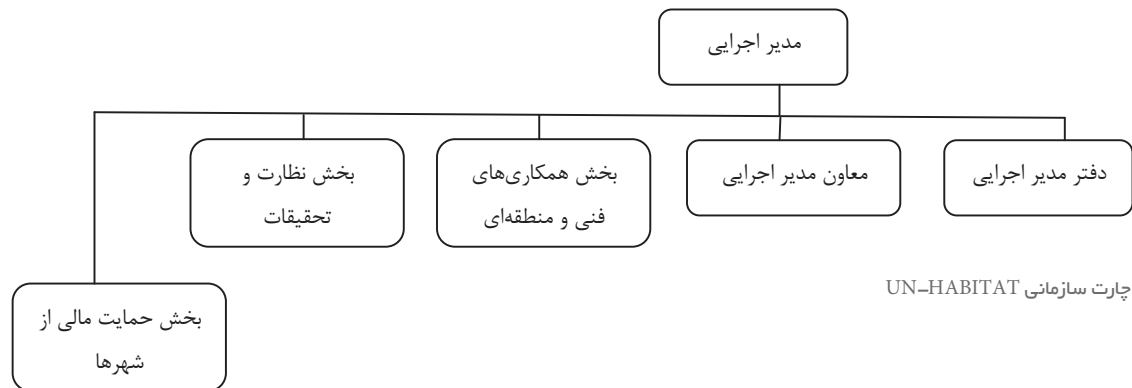 مدیر اجرایی
دفتر مدیر اجرایی
معاون مدیر اجرایی
بخش همکاری‌های
فنی و منطقه‌ای
بخش نظارت و
تحقیقات
بخش حمایت مالی از
شهرها
چارت سازمانی UN-HABITAT